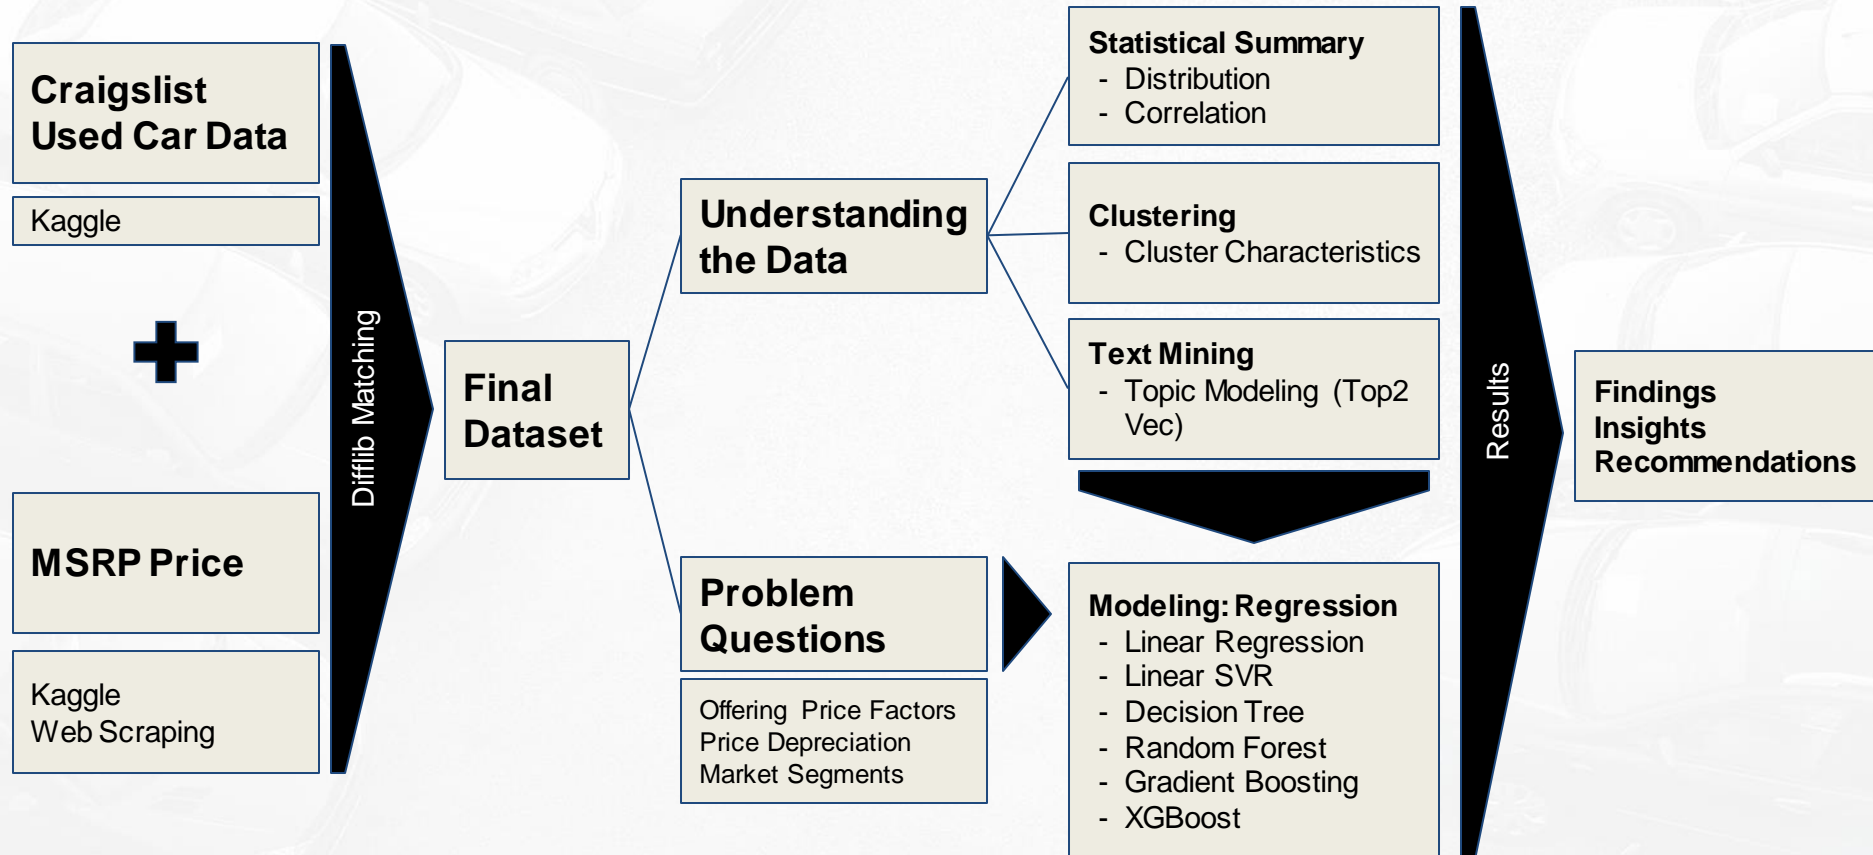 Craigslist
Used Car Data
Kaggle
MSRP Price
Kaggle
Web Scraping
Difflib Matching
Final
Dataset
Understanding
the Data
Problem
Questions
Offering Price Factors
Price Depreciation
Market Segments
Statistical Summary
- Distribution
- Correlation
Clustering
- Cluster Characteristics
Text Mining
- Topic Modeling (Top2
Vec)
Modeling: Regression
- Linear Regression
- Linear SVR
- Decision Tree
- Random Forest
- Gradient Boosting
- XGBoost
Results
Findings
Insights
Recommendations